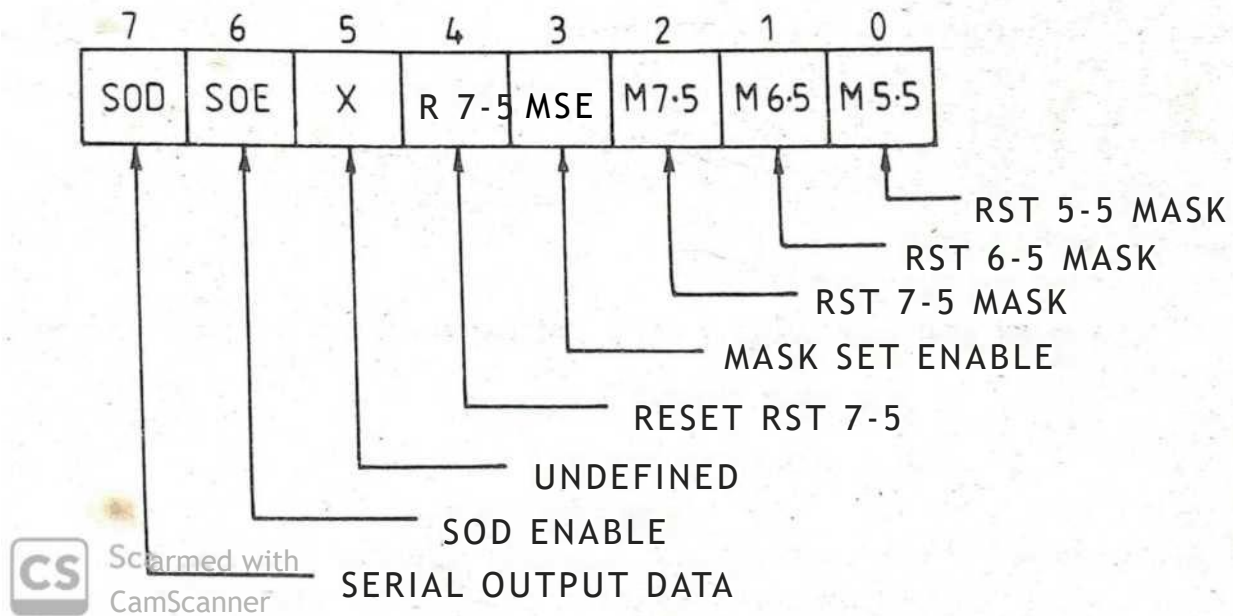 7 6 5 4 3 2 1 0
SOD SOE X R 7-5 MSE M7·5 M6·5 M5·5
RST 5-5 MASK
RST 6-5 MASK
RST 7-5 MASK
MASK SET ENABLE
RESET RST 7-5
UNDEFINED
SOD ENABLE
SERIAL OUTPUT DATA
CS
Scarmed with
CamScanner